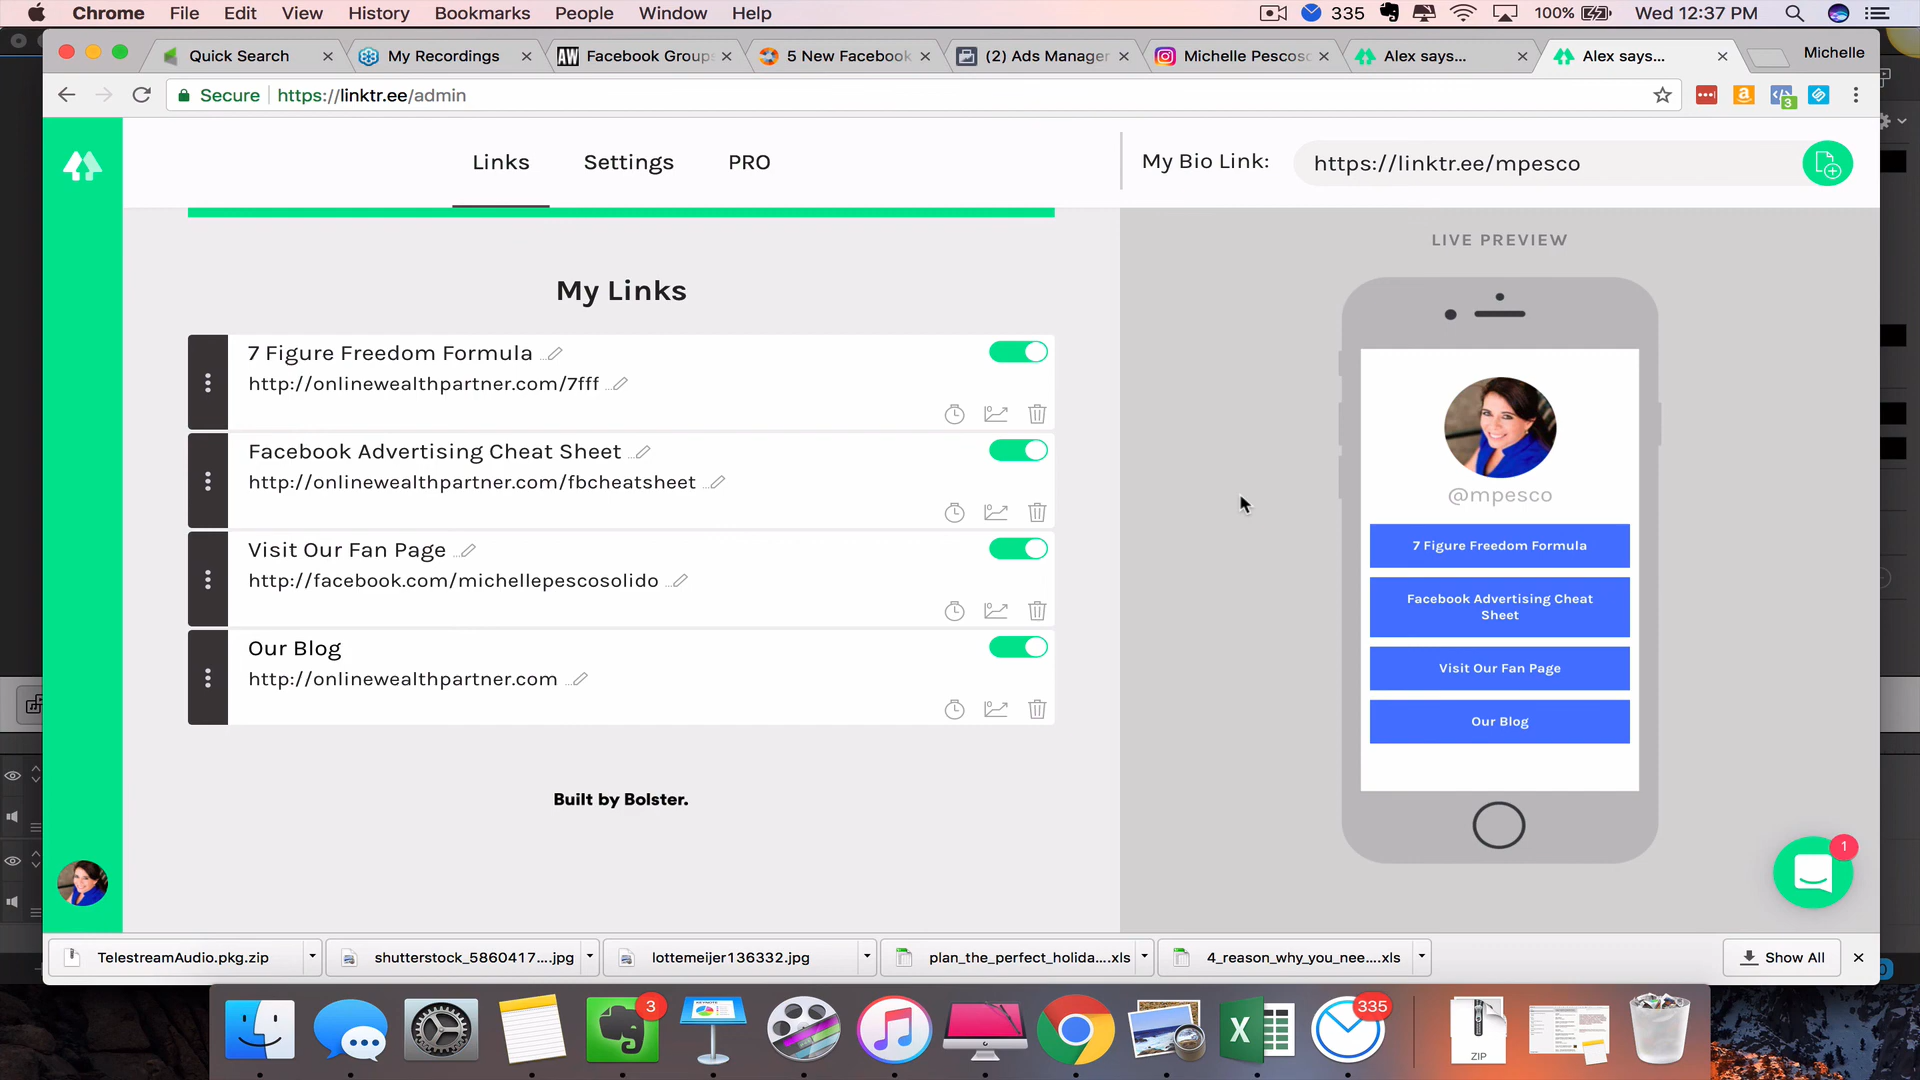 Chrome File Edit View History Bookmarks People Window Help
335 100% Wed 12:37 PM
Quick Search
My Recordings
AW Facebook Groups
5 New Facebook
(2) Ads Manager
Michelle Pescos
Alex says...
Alex says...
Michelle
Secure https://linktr.ee/admin
3
Links Settings PRO
My Bio Link: https://linktr.ee/mpesco
LIVE PREVIEW
My Links
7 Figure Freedom Formula
http://onlinewealthpartner.com/7fff
Facebook Advertising Cheat Sheet
http://onlinewealthpartner.com/fbcheatsheet
Visit Our Fan Page
http://facebook.com/michellepescosolido
Our Blog
http://onlinewealthpartner.com
Built by Bolster.
@mpesco
7 Figure Freedom Formula
Facebook Advertising Cheat
Sheet
Visit Our Fan Page
Our Blog
1
TelestreamAudio.pkg.zip
shutterstock_5860417....jpg
lottemeijer136332.jpg
plan_the_perfect_holida....xls
4_reason_why_you_nee....xls
Show All
3
KEYNOTE
335
ZIP